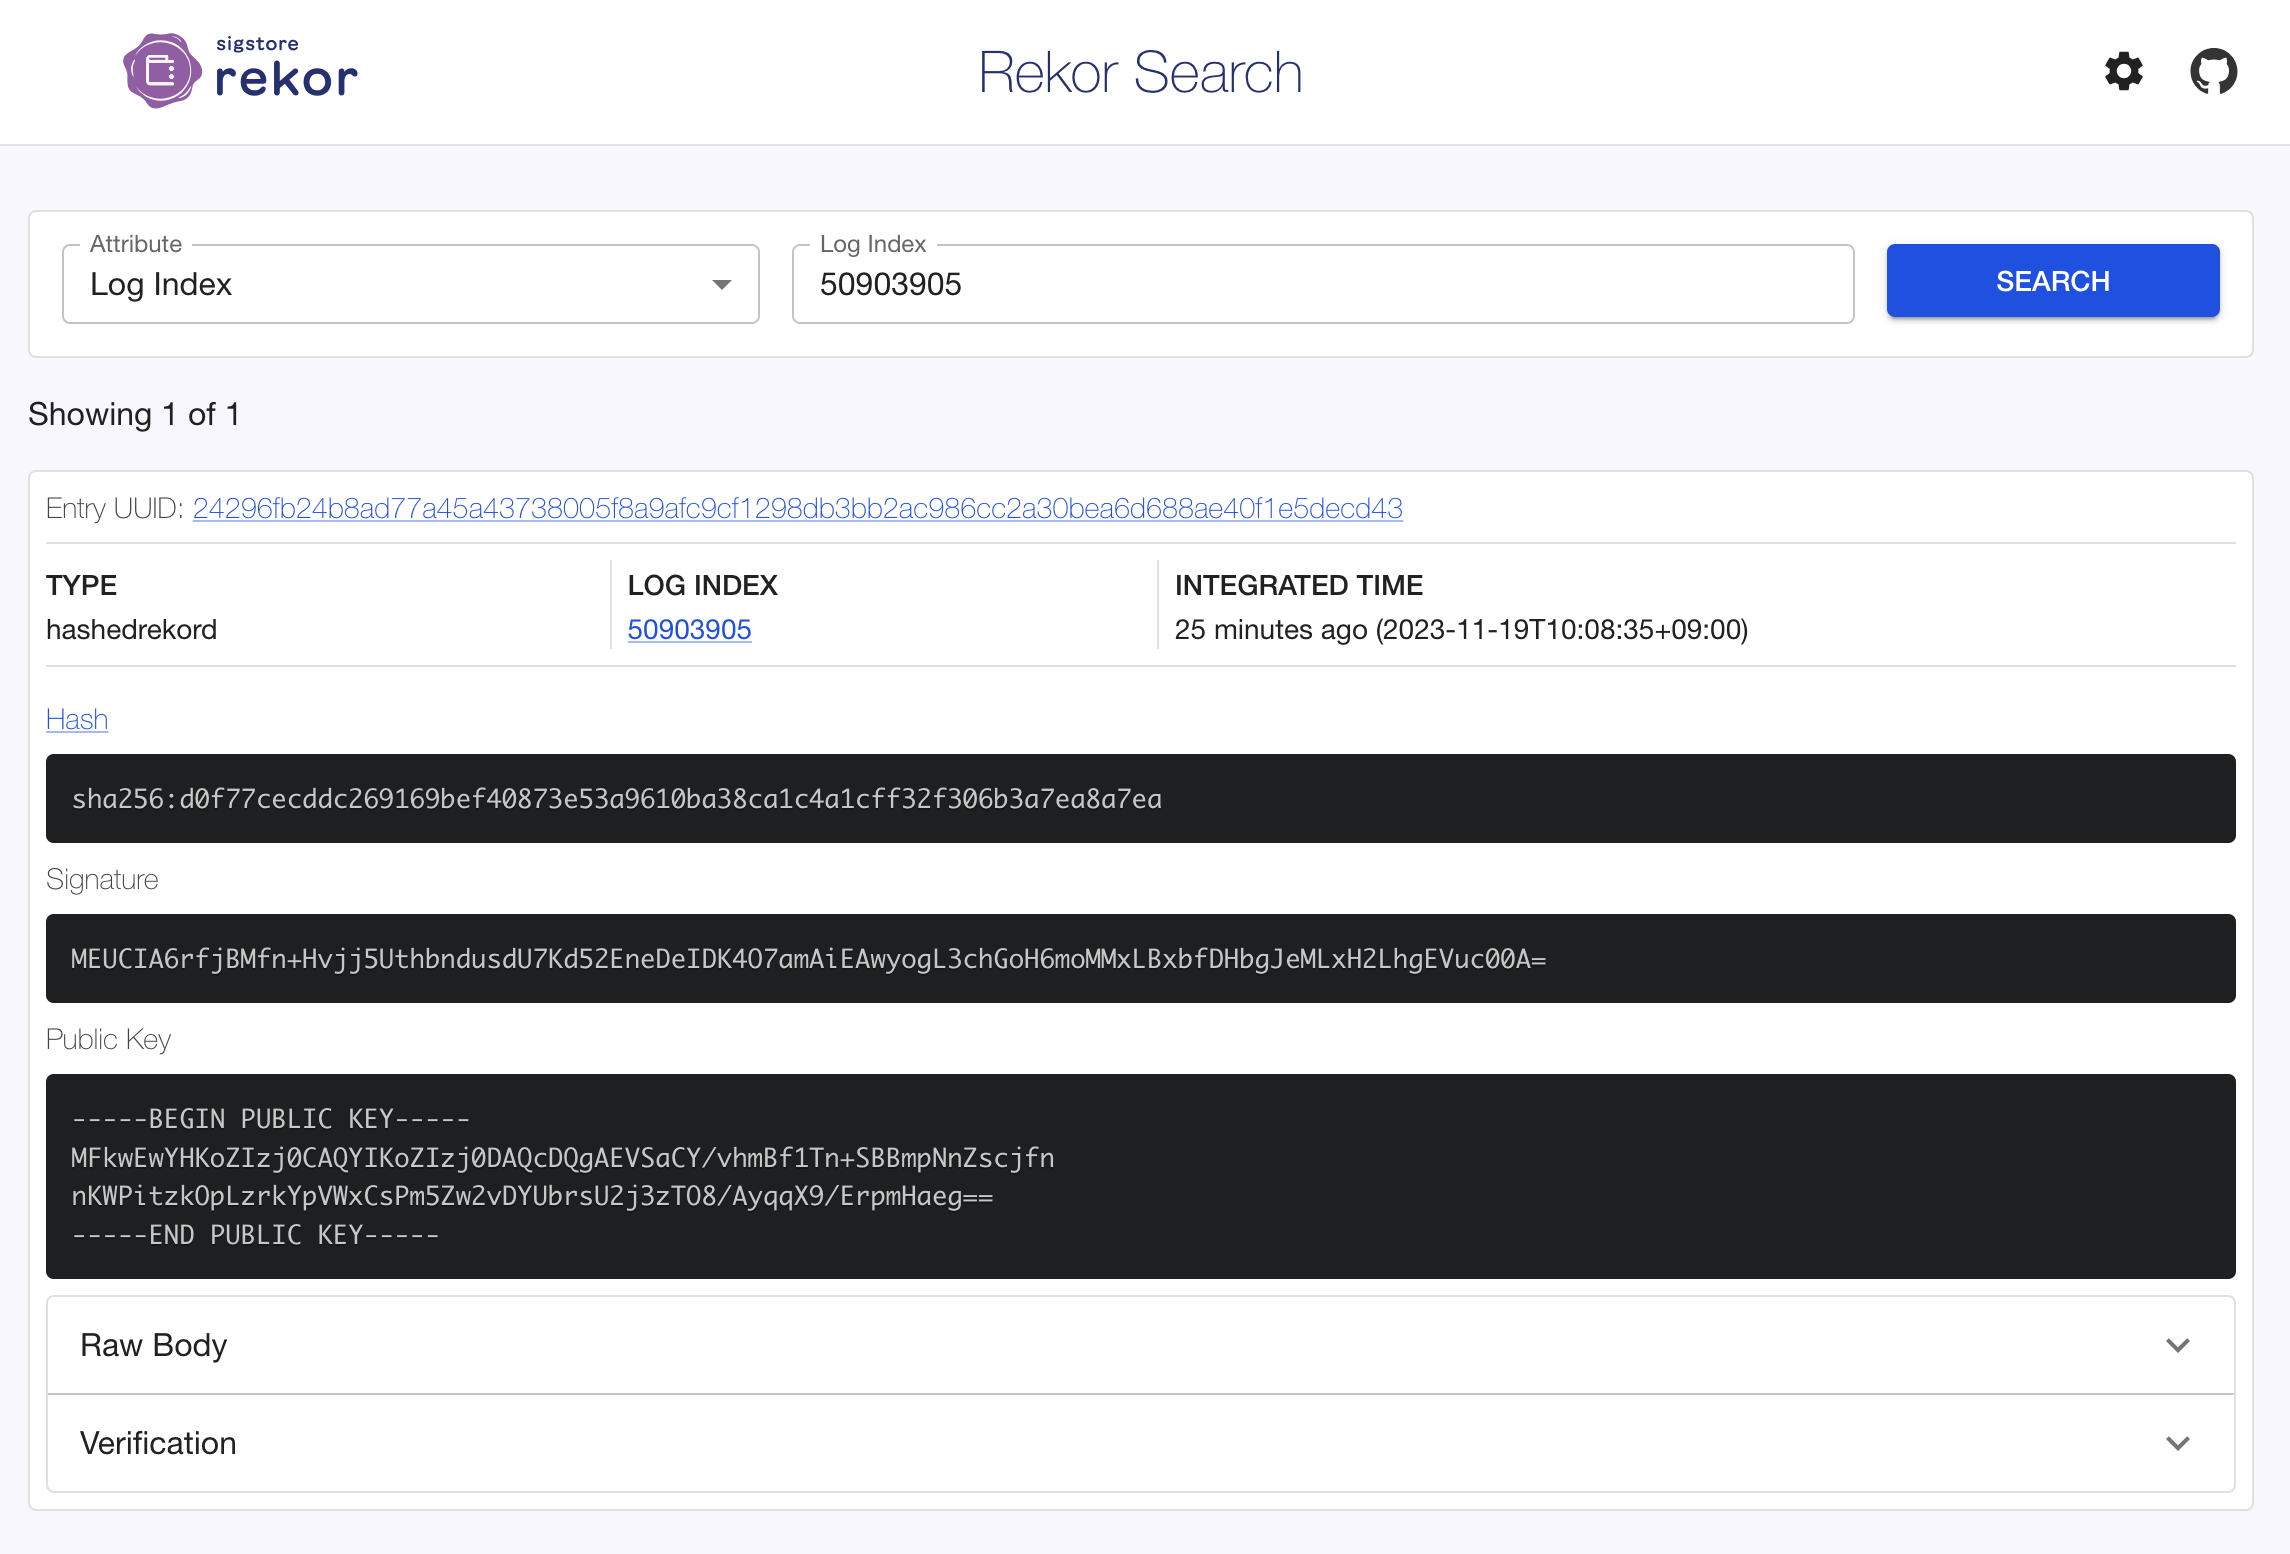 sigstore
rekor
Rekor Search
Attribute
Log Index
Log Index
50903905
SEARCH
Showing 1 of 1
Entry UUID: 24296fb24b8ad77a45a43738005f8a9afc9cf1298db3bb2ac986cc2a30bea6d688ae40f1e5decd43
TYPE
hashedrekord
LOG INDEX
50903905
INTEGRATED TIME
25 minutes ago (2023-11-19T10:08:35+09:00)
Hash
sha256:d0f77cecddc269169bef40873e53a9610ba38ca1c4a1cff32f306b3a7ea8a7ea
Signature
MEUCIA6rfjBMfn+Hvjj5UthbndusdU7Kd52EneDeIDK4O7amAiEAwyogL3chGoH6moMMxLBxbfDHbgJeMLxH2LhgEVuc00A=
Public Key
-----BEGIN PUBLIC KEY-----
MFkwEwYHKoZIzj0CAQYIKoZIzj0DAQcDQgAEVSaCY/vhmBf1Tn+SBBmpNnZscjfn
nKWPitzkOpLzrkYpVWxCsPm5Zw2vDYUbrsU2j3zTO8/AyqqX9/ErpmHaeg==
-----END PUBLIC KEY-----
Raw Body
Verification